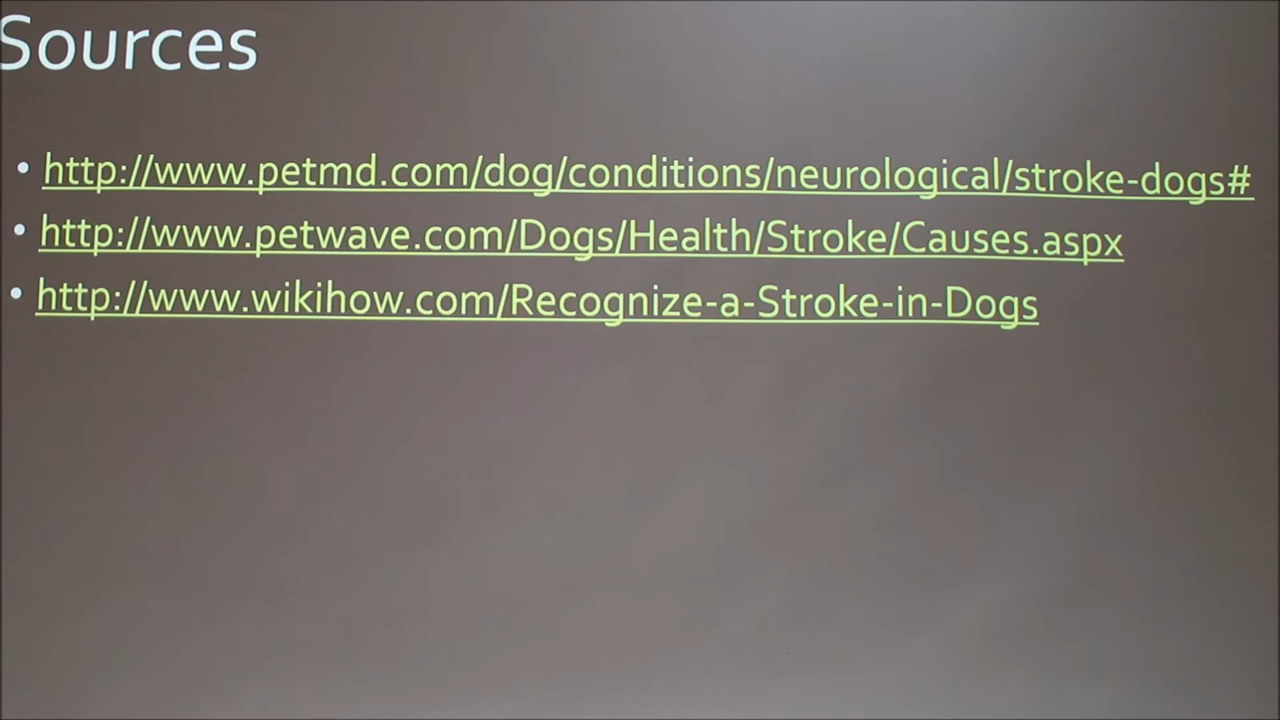 Sources
• http://www.petmd.com/dog/conditions/neurological/stroke-dogs#
• http://www.petwave.com/Dogs/Health/Stroke/Causes.aspx
• http://www.wikihow.com/Recognize-a-Stroke-in-Dogs